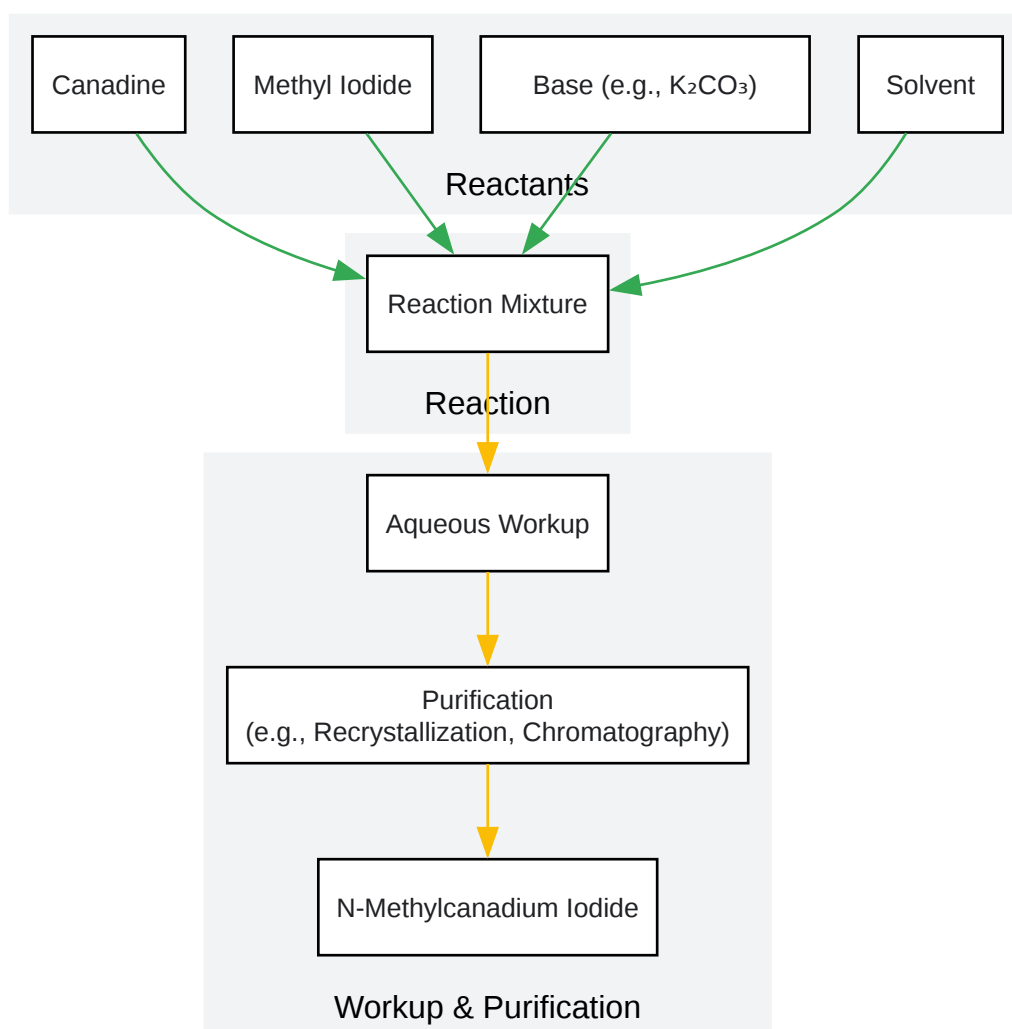 Canadine
Methyl Iodide
Base (e.g., K₂CO₃)
Solvent
Reactants
Reaction Mixture
Reaction
Aqueous Workup
Purification
(e.g., Recrystallization, Chromatography)
N-Methylcanadium Iodide
Workup & Purification